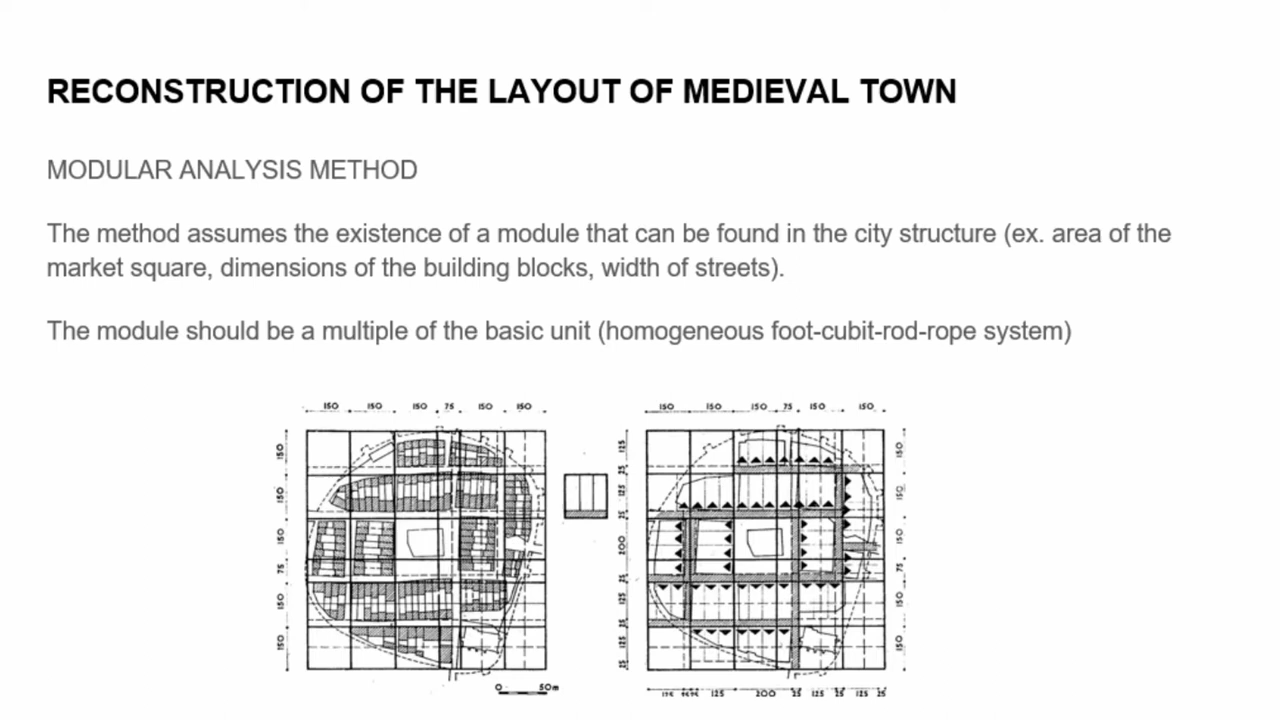 RECONSTRUCTION OF THE LAYOUT OF MEDIEVAL TOWN
MODULAR ANALYSIS METHOD
The method assumes the existence of a module that can be found in the city structure (ex. area of the
market square, dimensions of the building blocks, width of streets).
The module should be a multiple of the basic unit (homogeneous foot-cubit-rod-rope system)
150 150 150 75 150 150
150
150
150
75
150
150
0 50m
150 150 150 75 150 150
125
25
125
25
200
25
125
25
125
25
150
150
150
75
150
150
125 200 25 125 25 125 25